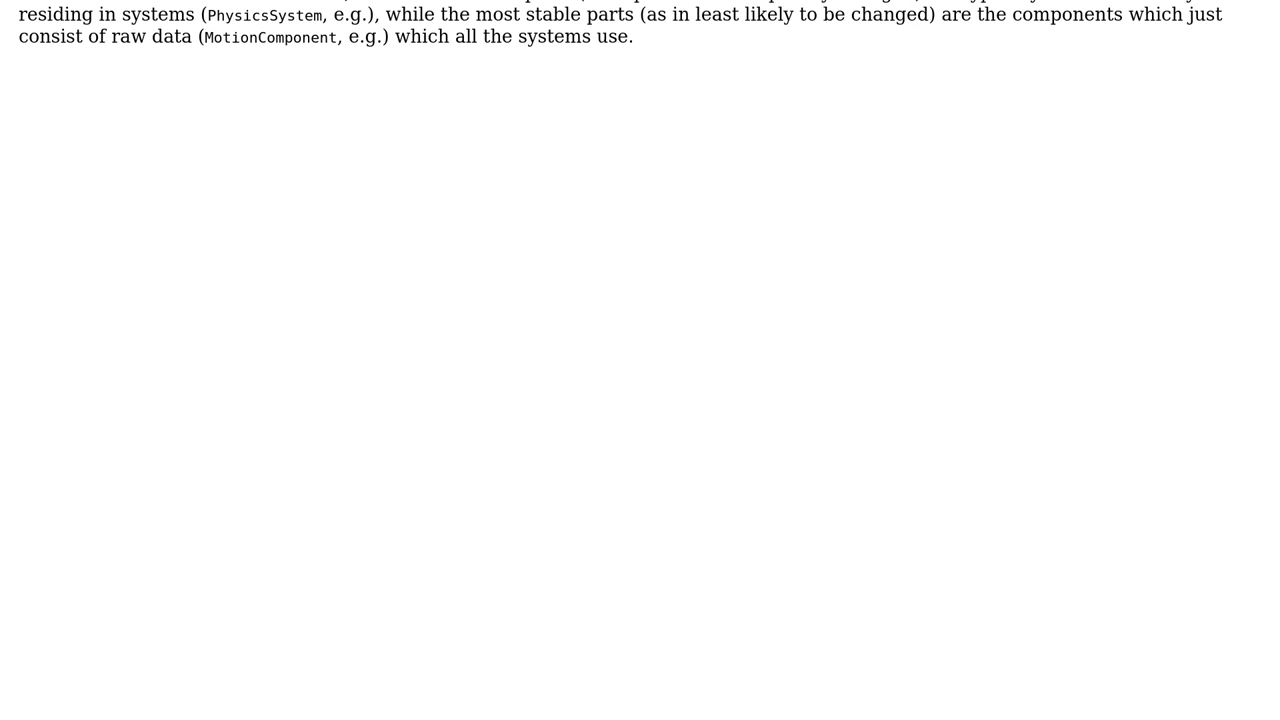 residing in systems (PhysicsSystem, e.g.), while the most stable parts (as in least likely to be changed) are the components which just
consist of raw data (MotionComponent, e.g.) which all the systems use.